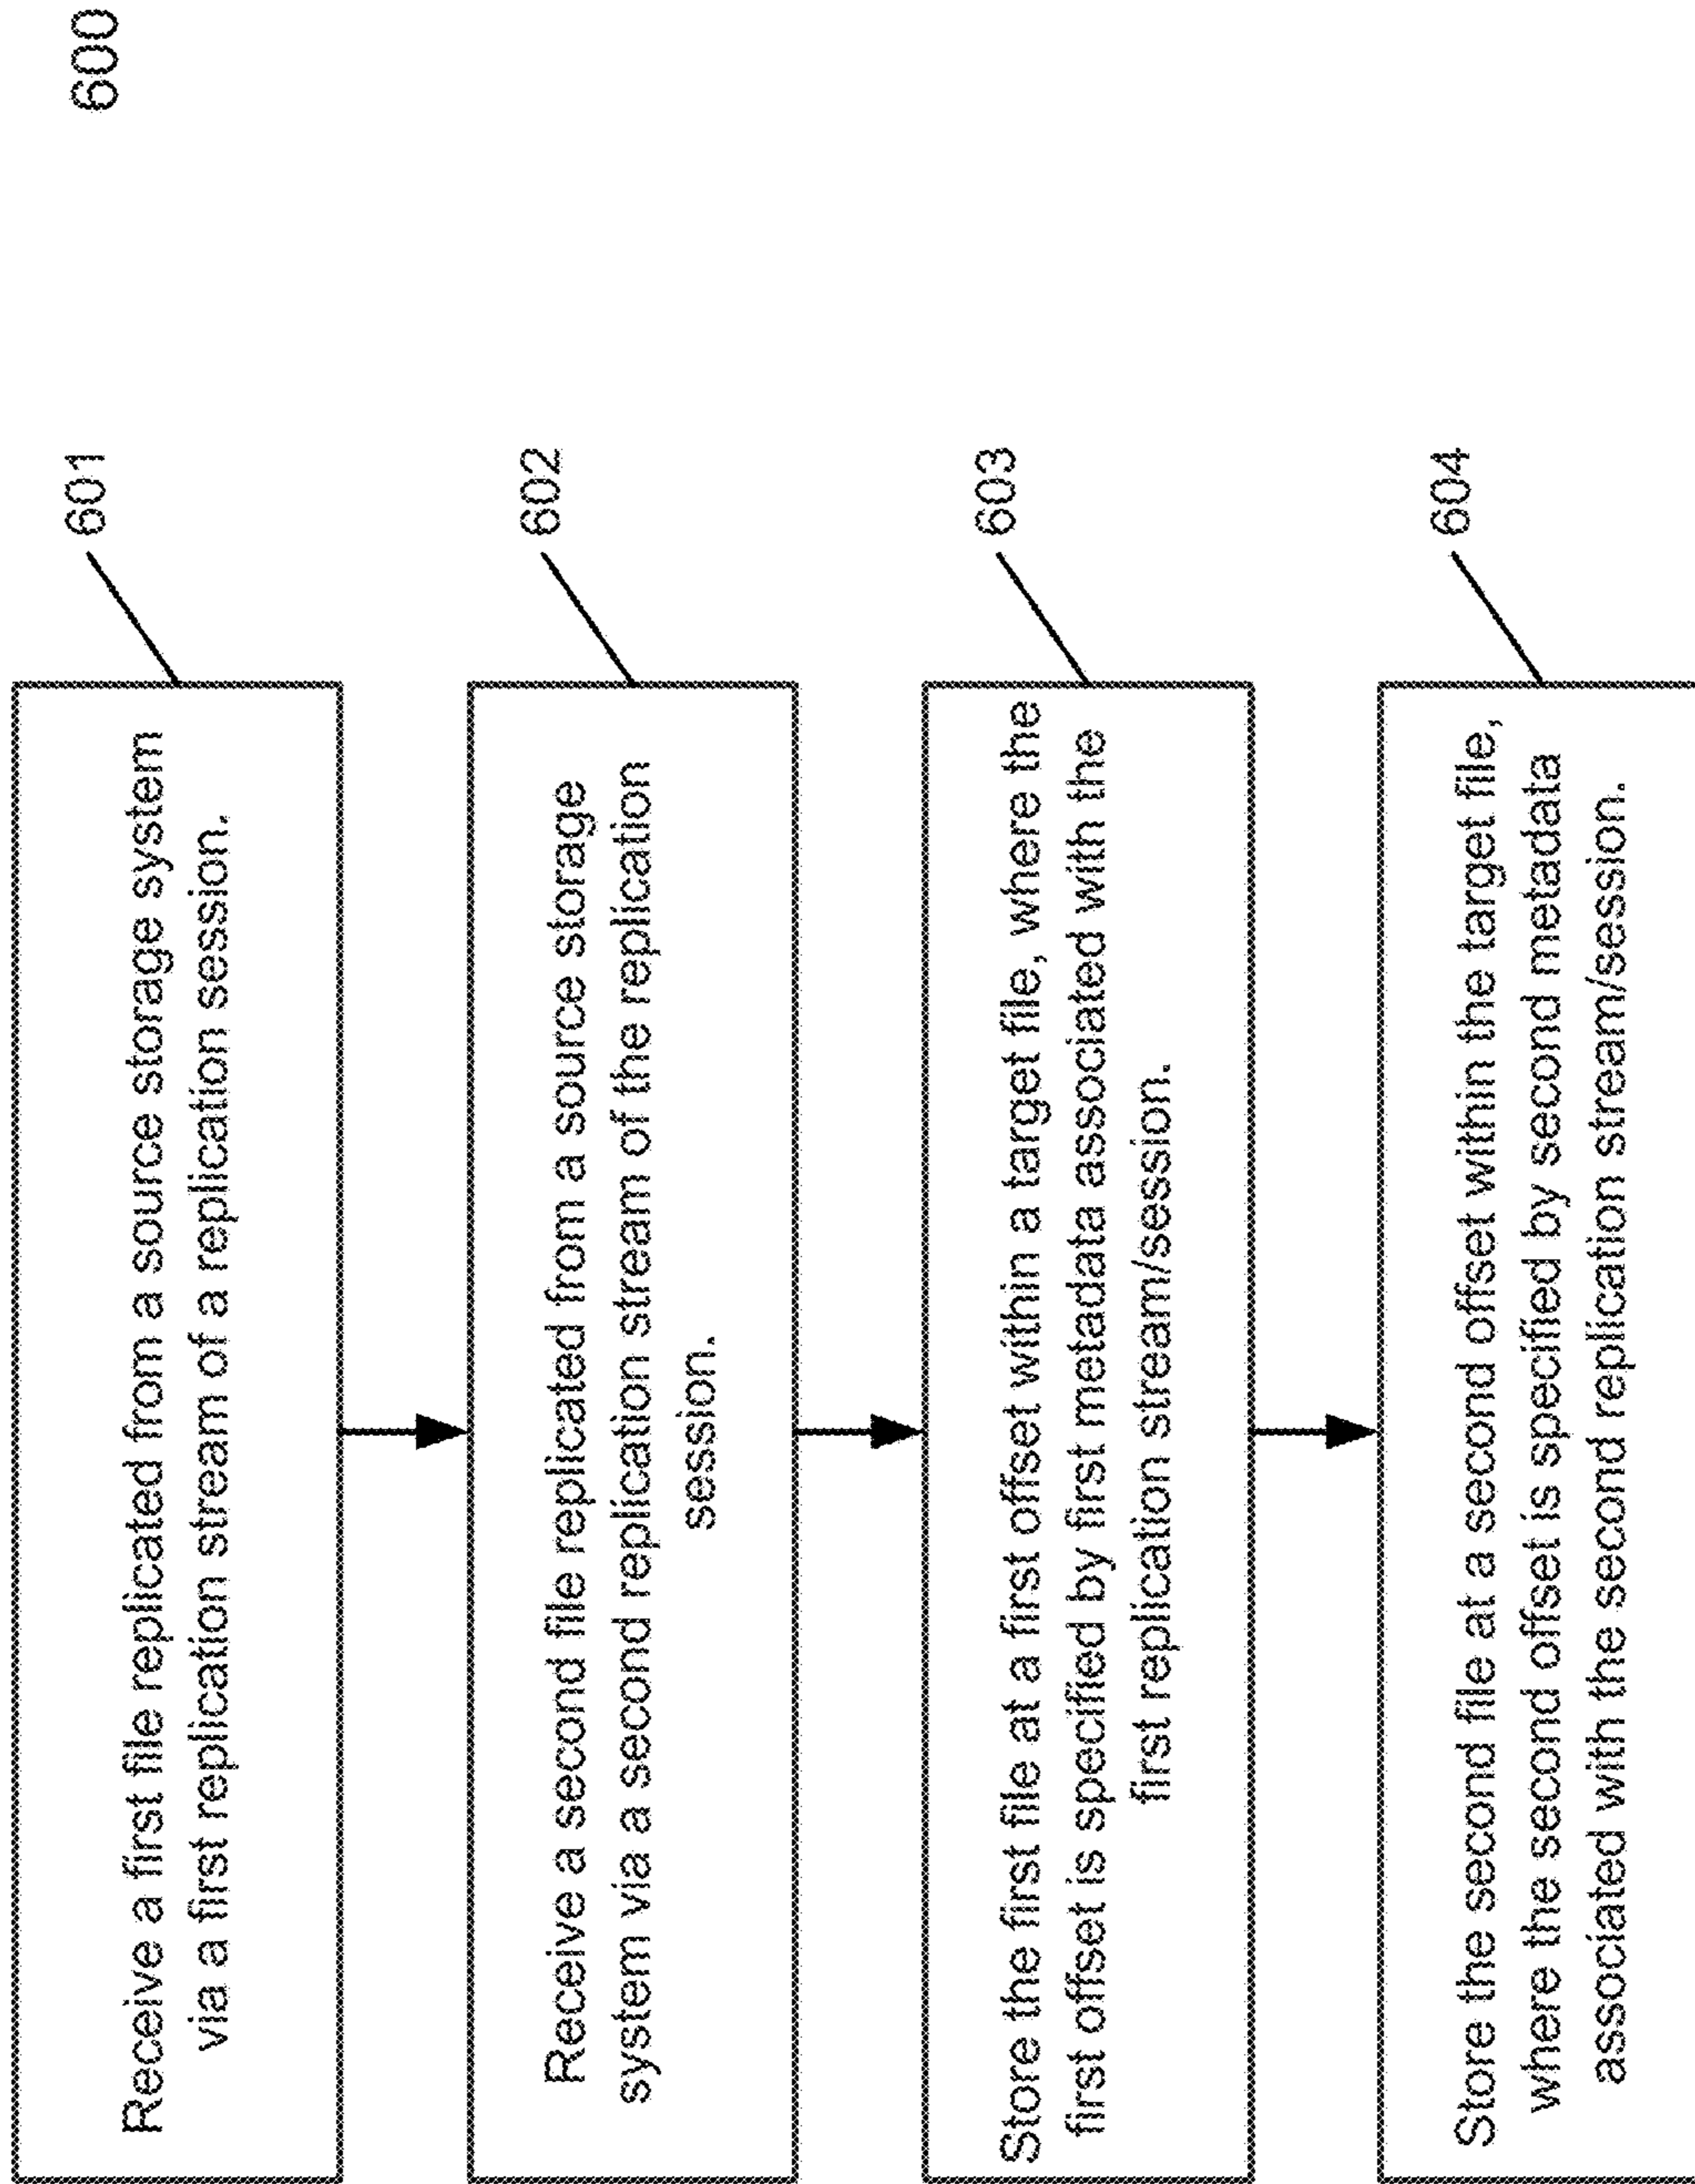 600
601
Receive a first file replicated from a source storage system
via a first replication stream of a replication session.
602
Receive a second file replicated from a source storage
system via a second replication stream of the replication
session.
603
Store the first file at a first offset within a target file, where the
first offset is specified by first metadata associated with the
first replication stream/session.
604
Store the second file at a second offset within the target file,
where the second offset is specified by second metadata
associated with the second replication stream/session.